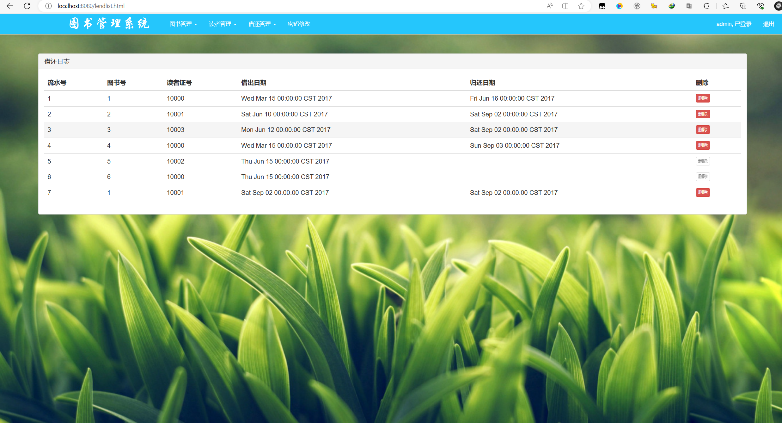 localhost:8080/lendlist.html
图书管理系统 图书管理 读者管理 借还管理 密码修改 admin, 已登录 退出
借还日志
流水号 图书号 读者证号 借出日期 归还日期 删除
1 1 10000 Wed Mar 15 00:00:00 CST 2017 Fri Jun 16 00:00:00 CST 2017 删除
2 2 10001 Sat Jun 10 00:00:00 CST 2017 Sat Sep 02 00:00:00 CST 2017 删除
3 3 10003 Mon Jun 12 00:00:00 CST 2017 Sat Sep 02 00:00:00 CST 2017 删除
4 4 10000 Wed Mar 15 00:00:00 CST 2017 Sun Sep 03 00:00:00 CST 2017 删除
5 5 10002 Thu Jun 15 00:00:00 CST 2017 删除
6 6 10000 Thu Jun 15 00:00:00 CST 2017 删除
7 1 10001 Sat Sep 02 00:00:00 CST 2017 Sat Sep 02 00:00:00 CST 2017 删除